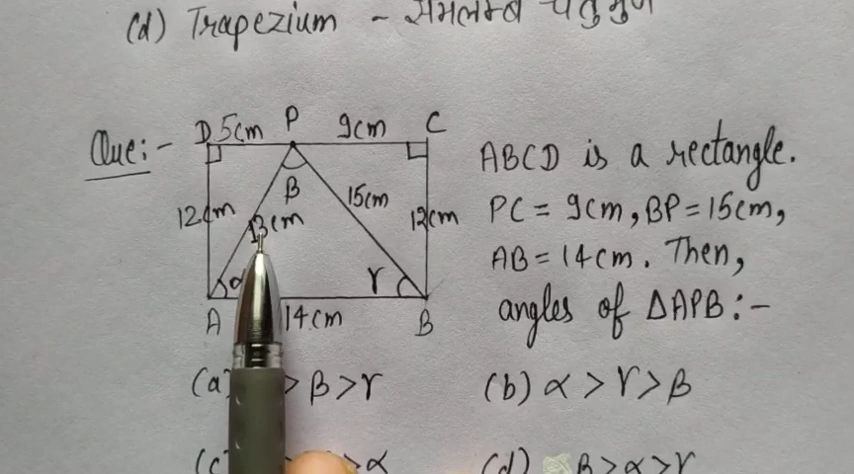 (d) Trapezium - समलम्ब चतुर्भुज
Que:-
D 5cm P 9cm C
ABCD is a rectangle.
12cm β 15cm 12cm
PC = 9cm, BP = 15cm,
13cm
AB = 14cm. Then,
α γ
angles of ΔAPB :-
A 14cm B
(a) > β > γ (b) α > γ > β
(c > α (d) β > α > γ